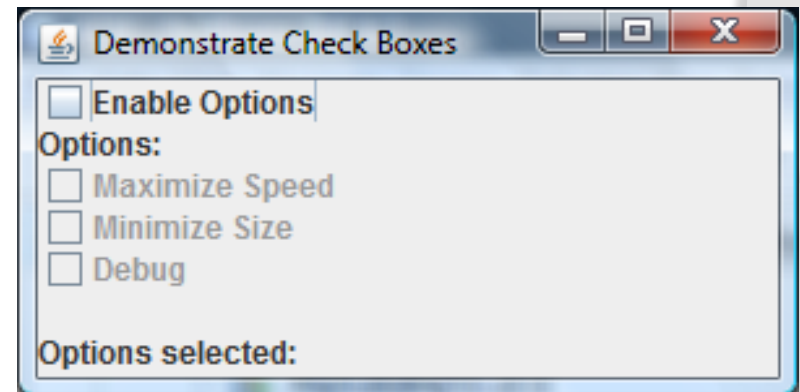 Demonstrate Check Boxes
Enable Options
Options:
Maximize Speed
Minimize Size
Debug
Options selected: